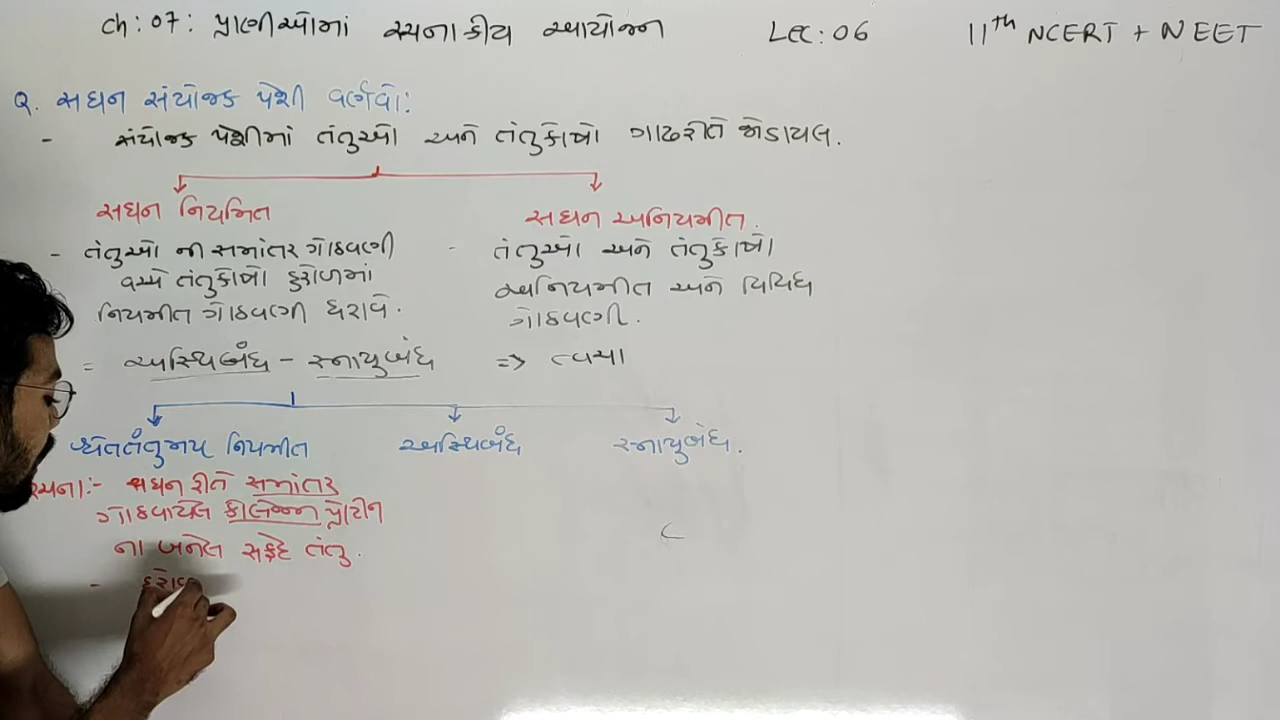 ch: 07: પ્રાણીઓમાં રચનાકીય આયોજન Lec: 06 11th NCERT + NEET
Q. સઘન સંયોજક પેશી વર્ણવો:
- સંયોજક પેશીમાં તંતુઓ અને તંતુકોષો ગાઢરીતે જોડાયેલ.
સઘન નિયમિત સઘન અનિયમીત.
- તંતુઓ ની સમાંતર ગોઠવણી - તંતુઓ અને તંતુકોષો
વચ્ચે તંતુકોષો હરોળમાં અનિયમીત અને વિવિધ
નિયમીત ગોઠવણી ધરાવે. ગોઠવણી.
= અસ્થિબંધ - સ્નાયુબંધ => ત્વચા
શ્વેતતંતુમય નિયમીત અસ્થિબંધ સ્નાયુબંધ.
રચના:- સઘન રીતે સમાંતર
ગોઠવાયેલ કોલેજન પ્રોટીન
ના બનેલ સફેદ તંતુ.
-